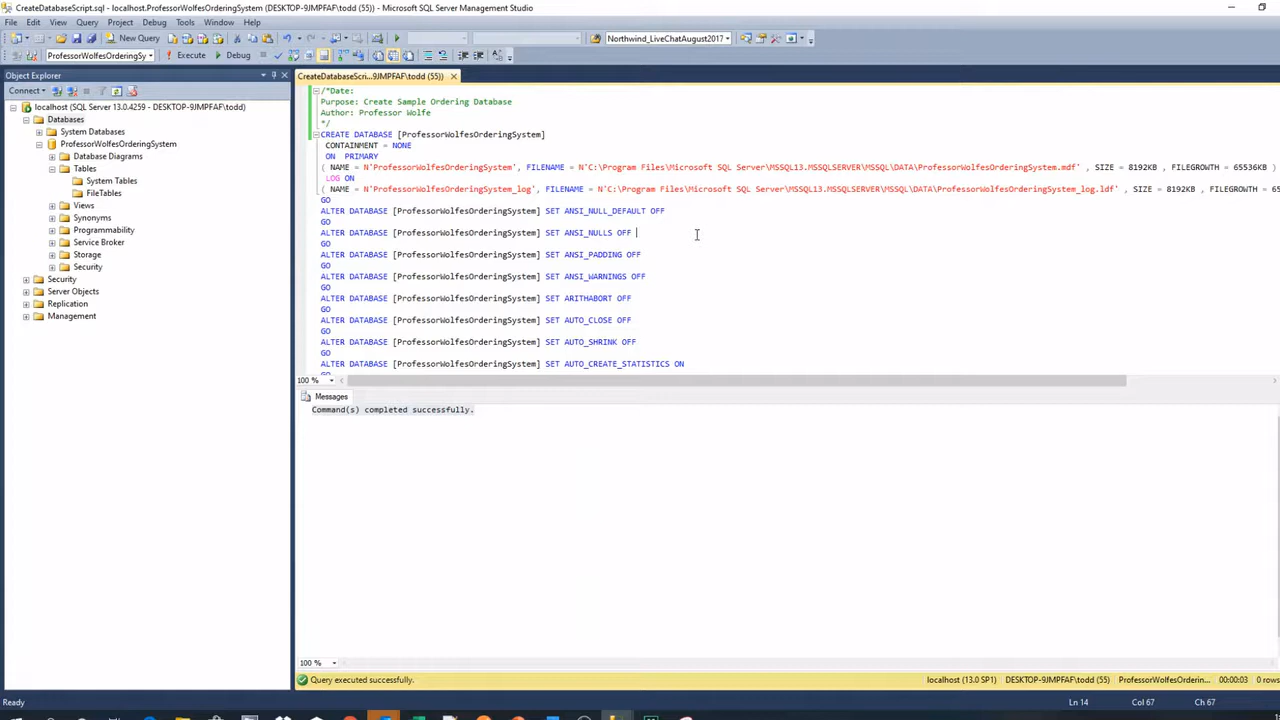 CreateDatabaseScript.sql - localhost.ProfessorWolfesOrderingSystem (DESKTOP-9JMPFAF\todd (55)) - Microsoft SQL Server Management Studio
File Edit View Query Project Debug Tools Window Help
New Query Northwind_LiveChatAugust2017
ProfessorWolfesOrderingSy Execute Debug
Object Explorer
Connect
localhost (SQL Server 13.0.4259 - DESKTOP-9JMPFAF\todd)
Databases
System Databases
ProfessorWolfesOrderingSystem
Database Diagrams
Tables
System Tables
FileTables
Views
Synonyms
Programmability
Service Broker
Storage
Security
Security
Server Objects
Replication
Management
CreateDatabaseScri...9JMPFAF\todd (55))
/*Date:
Purpose: Create Sample Ordering Database
Author: Professor Wolfe
*/
CREATE DATABASE [ProfessorWolfesOrderingSystem]
CONTAINMENT = NONE
ON PRIMARY
( NAME = N'ProfessorWolfesOrderingSystem', FILENAME = N'C:\Program Files\Microsoft SQL Server\MSSQL13.MSSQLSERVER\MSSQL\DATA\ProfessorWolfesOrderingSystem.mdf' , SIZE = 8192KB , FILEGROWTH = 65536KB )
LOG ON
( NAME = N'ProfessorWolfesOrderingSystem_log', FILENAME = N'C:\Program Files\Microsoft SQL Server\MSSQL13.MSSQLSERVER\MSSQL\DATA\ProfessorWolfesOrderingSystem_log.ldf' , SIZE = 8192KB , FILEGROWTH = 65
GO
ALTER DATABASE [ProfessorWolfesOrderingSystem] SET ANSI_NULL_DEFAULT OFF
GO
ALTER DATABASE [ProfessorWolfesOrderingSystem] SET ANSI_NULLS OFF
GO
ALTER DATABASE [ProfessorWolfesOrderingSystem] SET ANSI_PADDING OFF
GO
ALTER DATABASE [ProfessorWolfesOrderingSystem] SET ANSI_WARNINGS OFF
GO
ALTER DATABASE [ProfessorWolfesOrderingSystem] SET ARITHABORT OFF
GO
ALTER DATABASE [ProfessorWolfesOrderingSystem] SET AUTO_CLOSE OFF
GO
ALTER DATABASE [ProfessorWolfesOrderingSystem] SET AUTO_SHRINK OFF
GO
ALTER DATABASE [ProfessorWolfesOrderingSystem] SET AUTO_CREATE_STATISTICS ON
GO
100 %
Messages
Command(s) completed successfully.
100 %
Query executed successfully. localhost (13.0 SP1) DESKTOP-9JMPFAF\todd (55) ProfessorWolfesOrderin... 00:00:03 0 rows
Ready Ln 14 Col 67 Ch 67